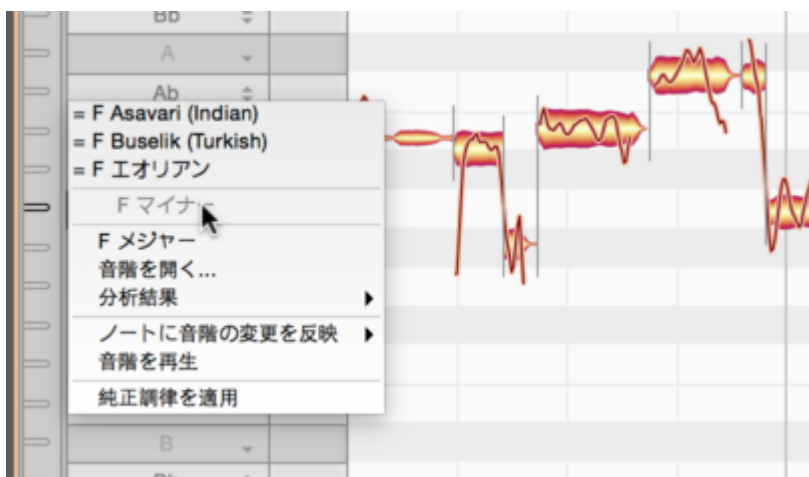 Bb
A
Ab
= F Asavari (Indian)
= F Buselik (Turkish)
= F エオリアン
F マイナー
F メジャー
音階を開く...
分析結果
ノートに音階の変更を反映
音階を再生
純正調律を適用
B